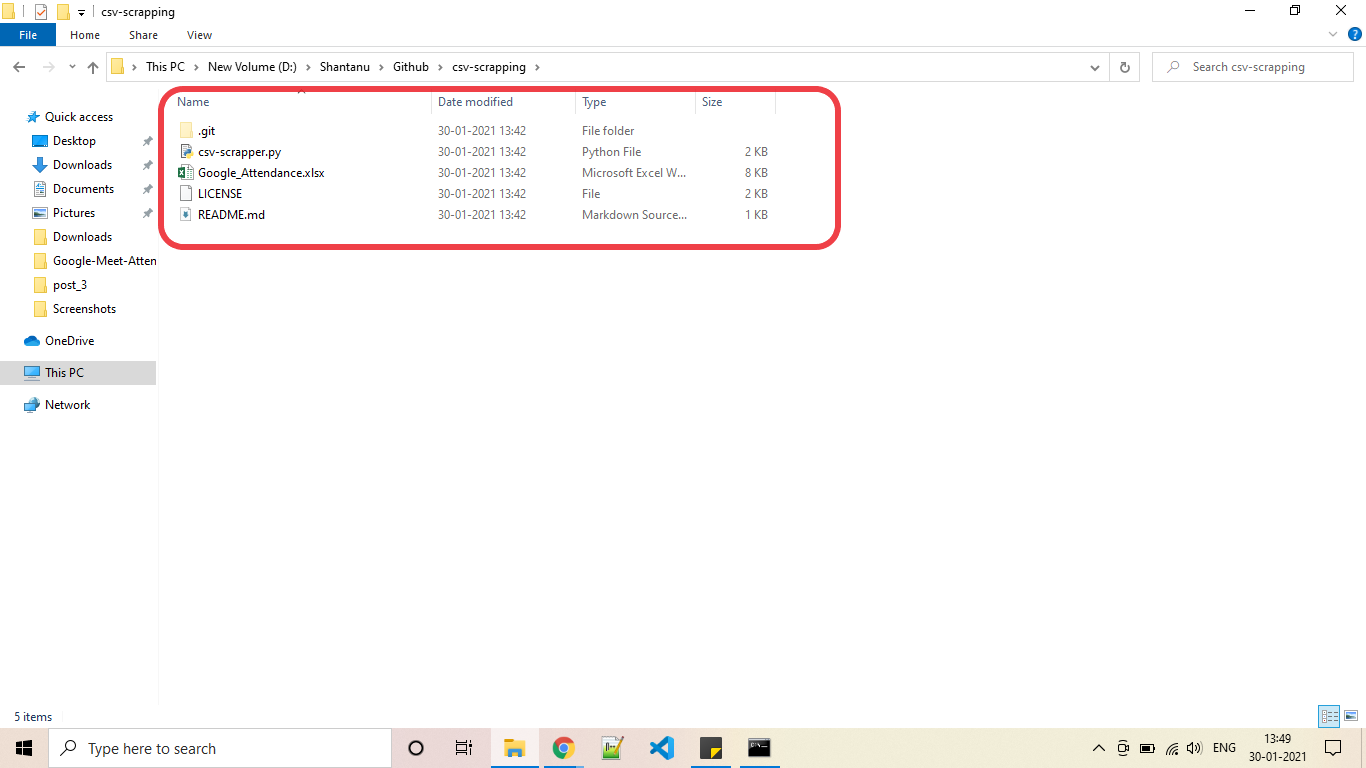 csv-scrapping
File Home Share View
This PC New Volume (D:) Shantanu Github csv-scrapping
Search csv-scrapping
Name Date modified Type Size
.git 30-01-2021 13:42 File folder
csv-scrapper.py 30-01-2021 13:42 Python File 2 KB
Google_Attendance.xlsx 30-01-2021 13:42 Microsoft Excel W... 8 KB
LICENSE 30-01-2021 13:42 File 2 KB
README.md 30-01-2021 13:42 Markdown Source... 1 KB
Quick access
Desktop
Downloads
Documents
Pictures
Downloads
Google-Meet-Atten
post_3
Screenshots
OneDrive
This PC
Network
5 items
Type here to search
ENG
13:49
30-01-2021